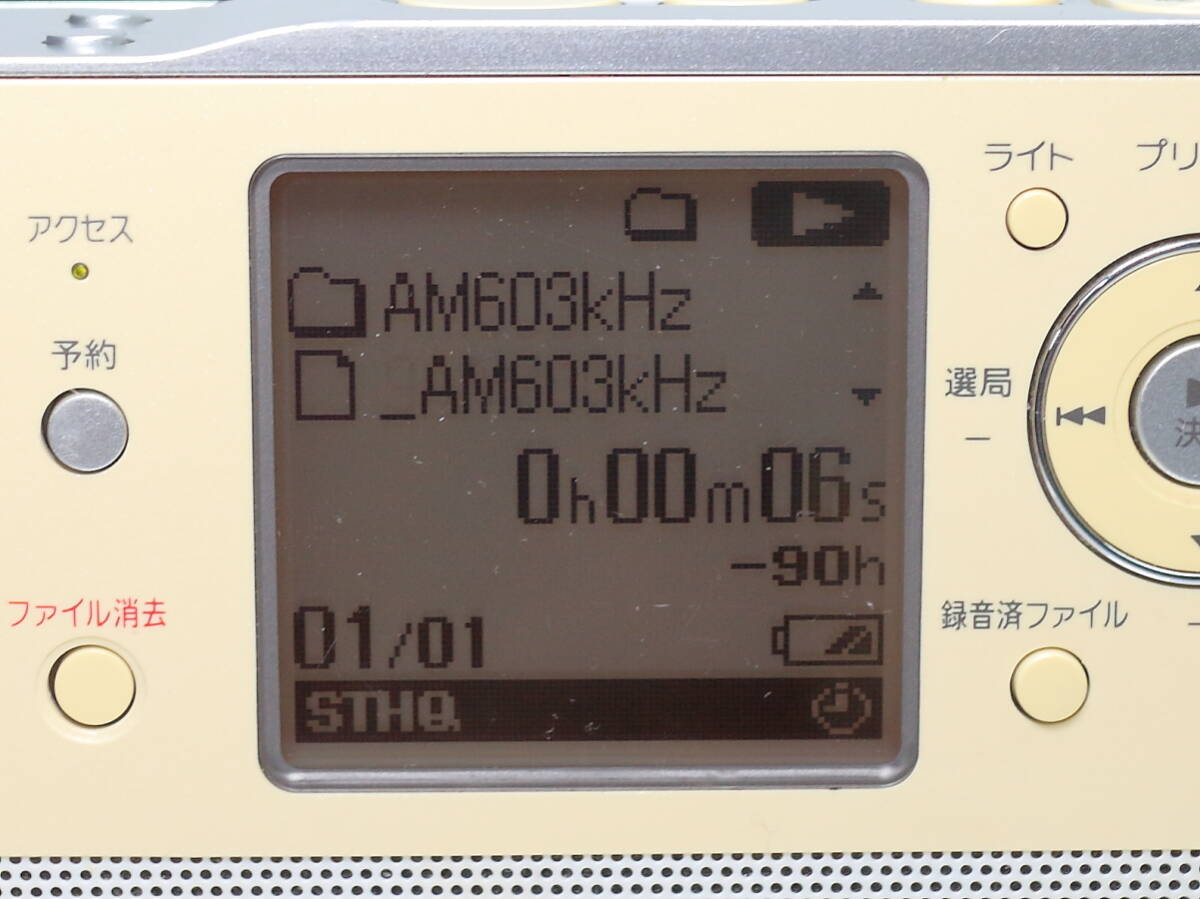 ライト
プリ
アクセス
AM603kHz
予約
_AM603kHz
選局
−
決
0h00m06s
-90h
ファイル消去
録音済ファイル
01/01
STHQ